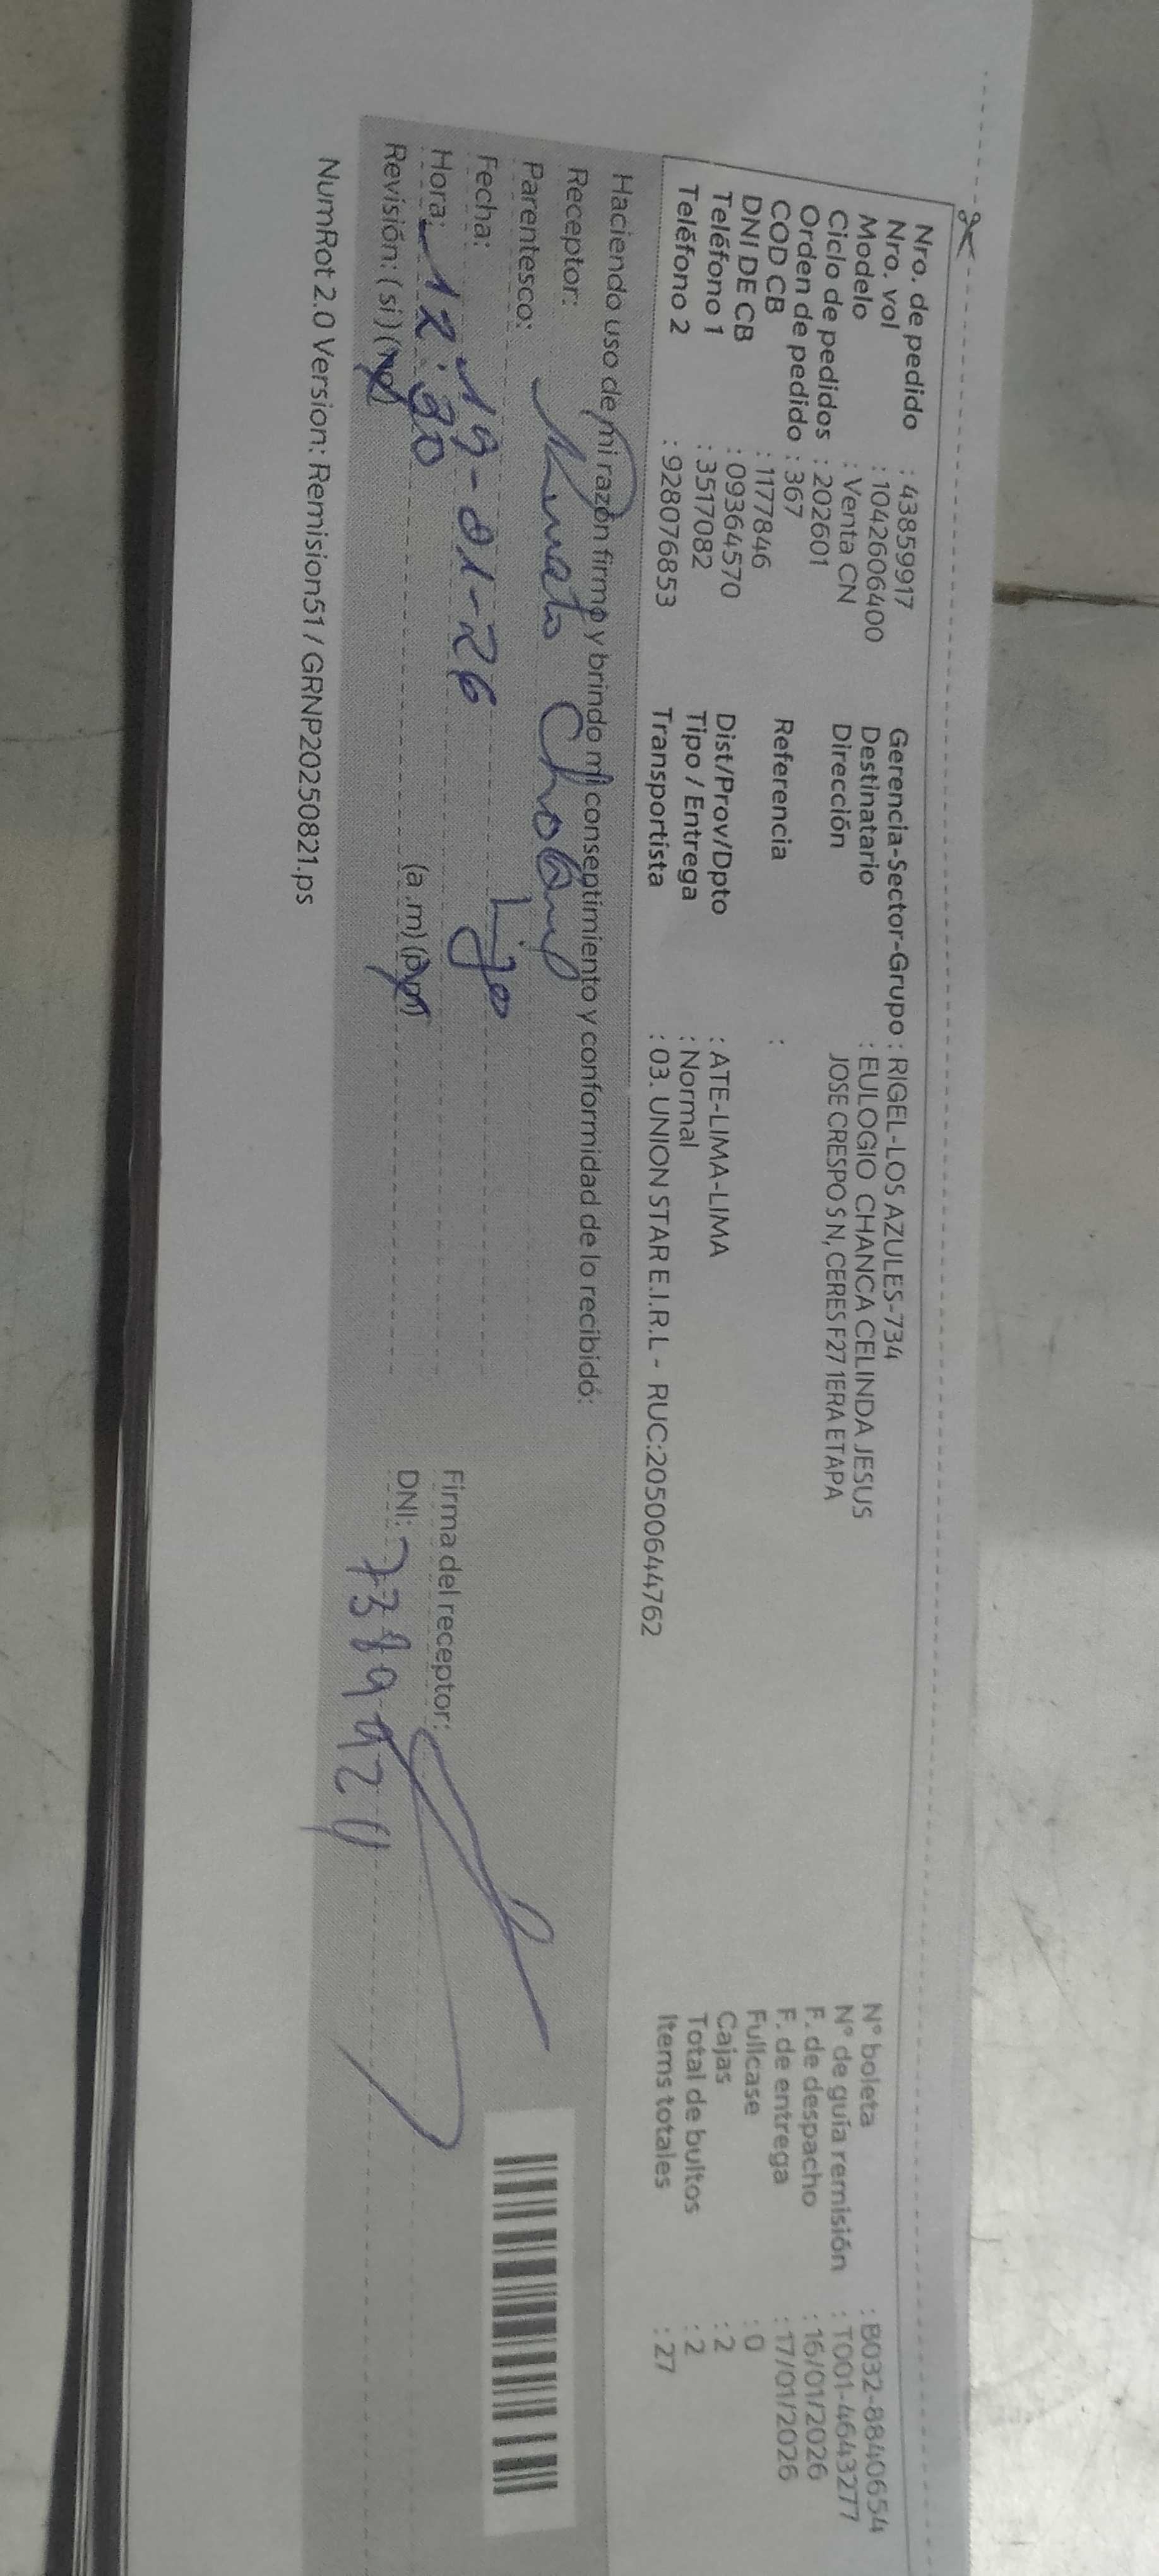 Nro. de pedido : 43859917
Nro. vol : 1042606400
Modelo : Venta CN
Ciclo de pedidos : 202601
Orden de pedido : 367
COD CB : 1177846
DNI DE CB : 09364570
Teléfono 1 : 3517082
Teléfono 2 : 928076853
Gerencia-Sector-Grupo : RIGEL-LOS AZULES-734
Destinatario : EULOGIO CHANCA CELINDA JESUS
Dirección JOSE CRESPO S N, CERES F27 1ERA ETAPA
Referencia :
Dist/Prov/Dpto : ATE-LIMA-LIMA
Tipo / Entrega : Normal
Transportista : 03. UNION STAR E.I.R.L - RUC:20500644762
N° boleta : B032-8840654
N° de guía remisión : T001-4643277
F. de despacho : 16/01/2026
F. de entrega : 17/01/2026
Fullcase : 0
Cajas : 2
Total de bultos : 2
Items totales : 27
Haciendo uso de mi razón firmo y brindo mi consentimiento y conformidad de lo recibido:
Receptor:
Parentesco: Hijo
Fecha: 19-01-26
Hora: 12:30 (a.m) (p.m)
Revisión: (si) (no)
Firma del receptor:
DNI:
NumRot 2.0 Version: Remision51 / GRNP20250821.ps